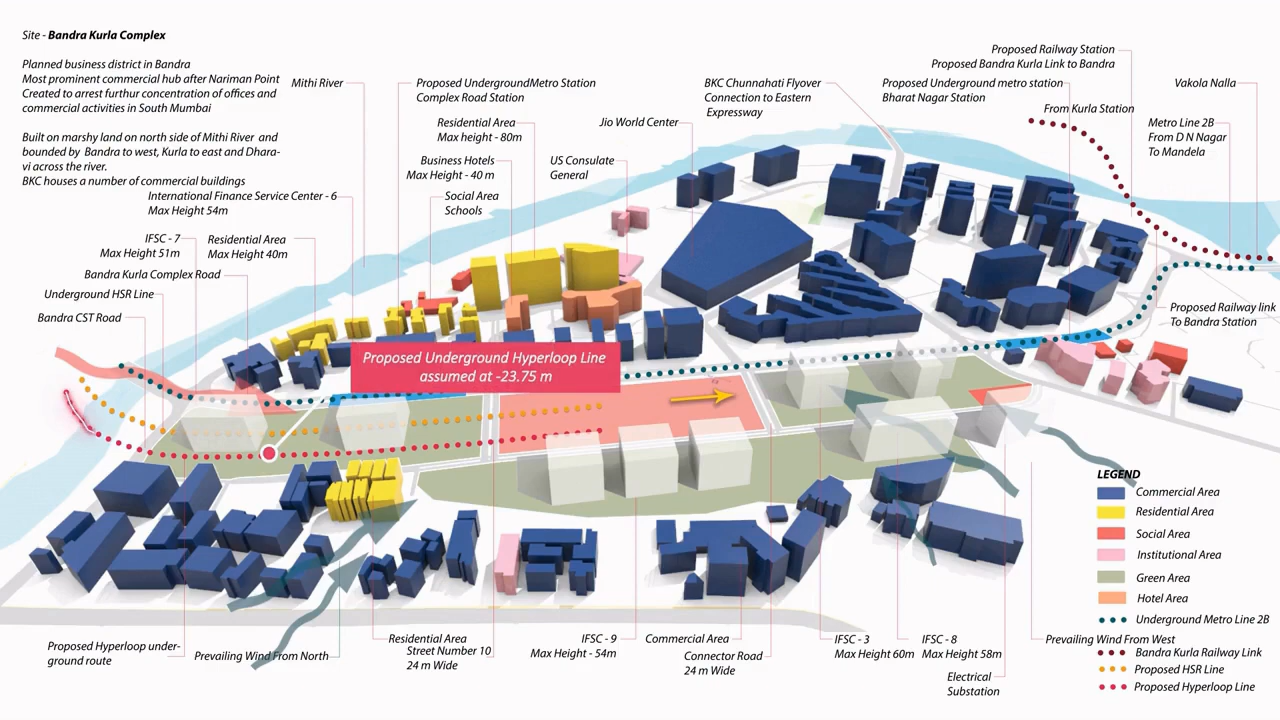 Site - Bandra Kurla Complex
Planned business district in Bandra
Most prominent commercial hub after Nariman Point
Created to arrest furthur concentration of offices and
commercial activities in South Mumbai
Built on marshy land on north side of Mithi River and
bounded by Bandra to west, Kurla to east and Dhara-
vi across the river.
BKC houses a number of commercial buildings
International Finance Service Center - 6
Max Height 54m
IFSC - 7
Max Height 51m
Residential Area
Max Height 40m
Bandra Kurla Complex Road
Underground HSR Line
Bandra CST Road
Mithi River
Proposed UndergroundMetro Station
Complex Road Station
Residential Area
Max height - 80m
Business Hotels
Max Height - 40 m
Social Area
Schools
US Consulate
General
Jio World Center
BKC Chunnahati Flyover
Connection to Eastern
Expressway
Proposed Railway Station
Proposed Bandra Kurla Link to Bandra
Proposed Underground metro station
Bharat Nagar Station
From Kurla Station
Vakola Nalla
Metro Line 2B
From D N Nagar
To Mandela
Proposed Railway link
To Bandra Station
Proposed Underground Hyperloop Line
assumed at -23.75 m
LEGEND
Commercial Area
Residential Area
Social Area
Institutional Area
Green Area
Hotel Area
Underground Metro Line 2B
Bandra Kurla Railway Link
Proposed HSR Line
Proposed Hyperloop Line
Proposed Hyperloop under-
ground route
Prevailing Wind From North
Residential Area
Street Number 10
24 m Wide
IFSC - 9
Max Height - 54m
Commercial Area
Connector Road
24 m Wide
IFSC - 3
Max Height 60m
IFSC - 8
Max Height 58m
Electrical
Substation
Prevailing Wind From West